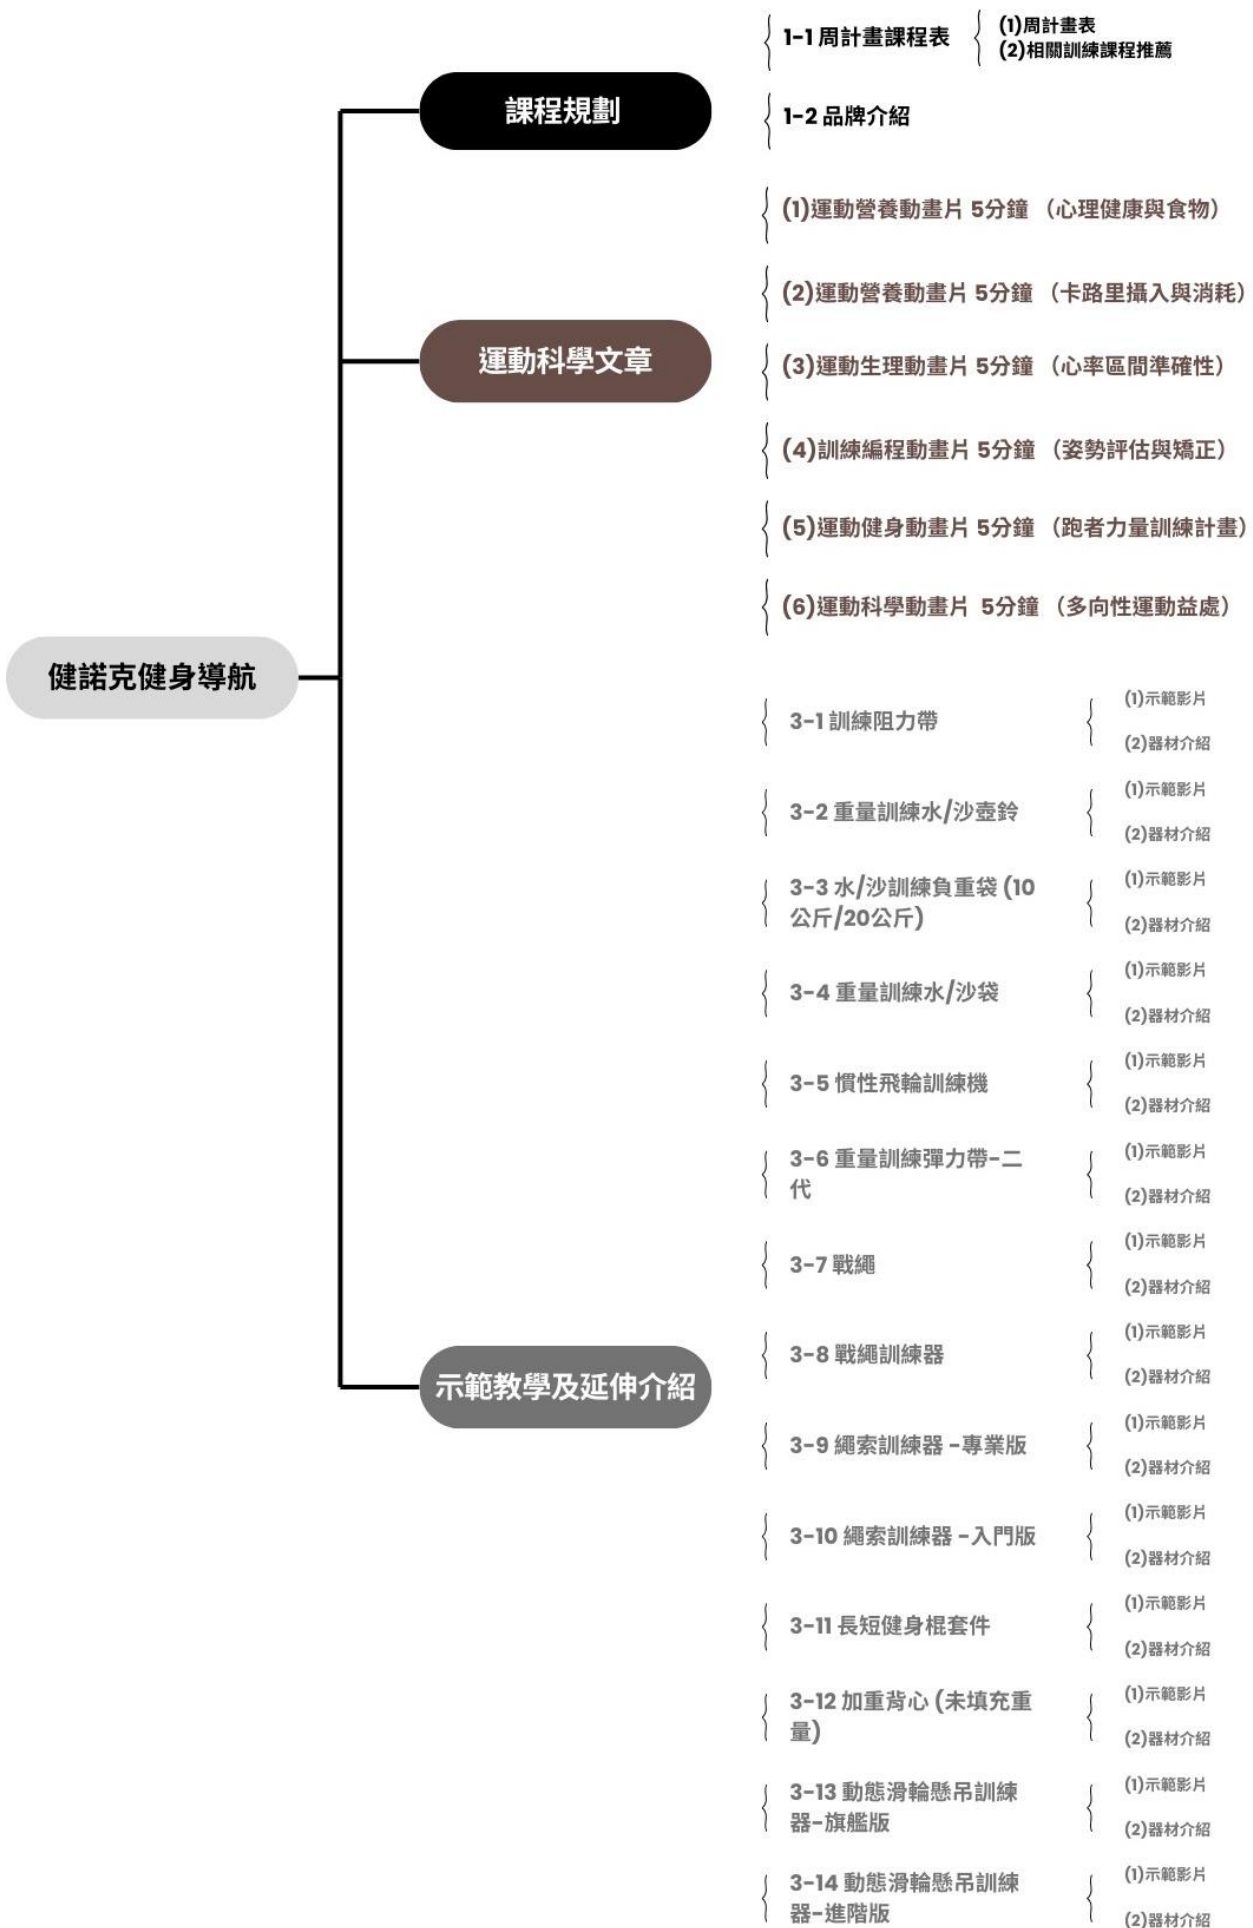 健諾克健身導航
課程規劃
1-1 周計畫課程表
(1)周計畫表
(2)相關訓練課程推薦
1-2 品牌介紹
運動科學文章
(1)運動營養動畫片 5分鐘 （心理健康與食物）
(2)運動營養動畫片 5分鐘 （卡路里攝入與消耗）
(3)運動生理動畫片 5分鐘 （心率區間準確性）
(4)訓練編程動畫片 5分鐘 （姿勢評估與矯正）
(5)運動健身動畫片 5分鐘 （跑者力量訓練計畫）
(6)運動科學動畫片 5分鐘 （多向性運動益處）
示範教學及延伸介紹
3-1 訓練阻力帶
(1)示範影片
(2)器材介紹
3-2 重量訓練水/沙壺鈴
(1)示範影片
(2)器材介紹
3-3 水/沙訓練負重袋 (10
公斤/20公斤)
(1)示範影片
(2)器材介紹
3-4 重量訓練水/沙袋
(1)示範影片
(2)器材介紹
3-5 慣性飛輪訓練機
(1)示範影片
(2)器材介紹
3-6 重量訓練彈力帶-二
代
(1)示範影片
(2)器材介紹
3-7 戰繩
(1)示範影片
(2)器材介紹
3-8 戰繩訓練器
(1)示範影片
(2)器材介紹
3-9 繩索訓練器 -專業版
(1)示範影片
(2)器材介紹
3-10 繩索訓練器 -入門版
(1)示範影片
(2)器材介紹
3-11 長短健身棍套件
(1)示範影片
(2)器材介紹
3-12 加重背心 (未填充重
量)
(1)示範影片
(2)器材介紹
3-13 動態滑輪懸吊訓練
器-旗艦版
(1)示範影片
(2)器材介紹
3-14 動態滑輪懸吊訓練
器-進階版
(1)示範影片
(2)器材介紹